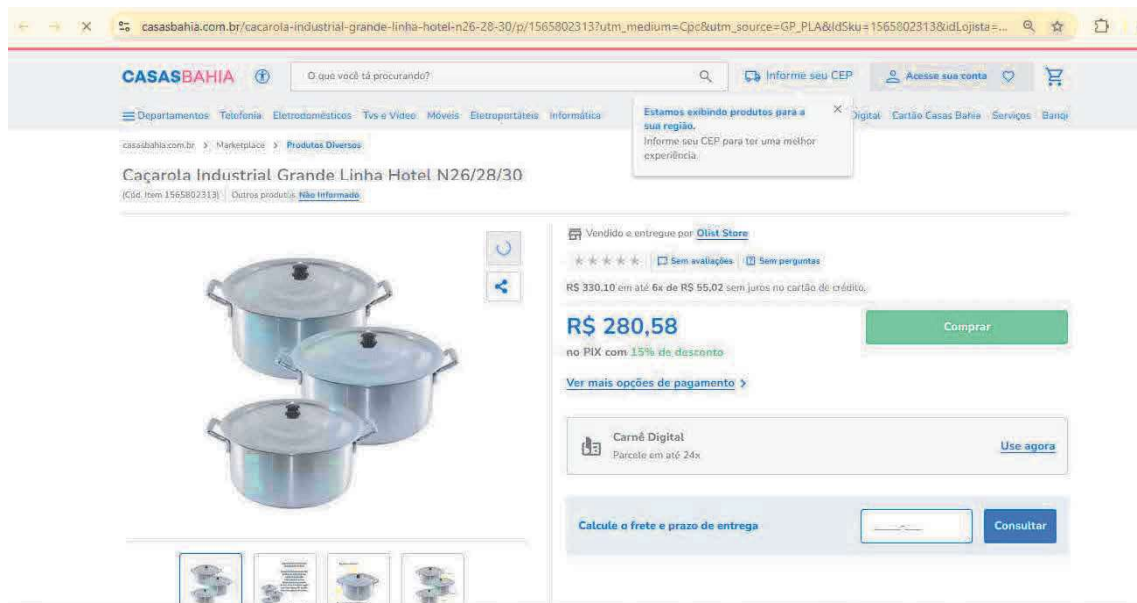 casasbahia.com.br/cacarola-industrial-grande-linha-hotel-n26-28-30/p/1565802313?utm_medium=Cpc&utm_source=GP_PLA&IdSku=1565802313&idLojista=...
CASASBAHIA
O que você tá procurando?
Informe seu CEP
Acesse sua conta
Departamentos Telefonia Eletrodomésticos Tvs e Vídeo Móveis Eletroportáteis Informática
Digital Cartão Casas Bahia Serviços Banqi
Estamos exibindo produtos para a
sua região.
Informe seu CEP para ter uma melhor
experiência.
casasbahia.com.br > Marketplace > Produtos Diversos
Caçarola Industrial Grande Linha Hotel N26/28/30
(Cód. Item 1565802313) Outros produtos Não Informado
Vendido e entregue por Olist Store
Sem avaliações Sem perguntas
R$ 330,10 em até 6x de R$ 55,02 sem juros no cartão de crédito.
R$ 280,58
Comprar
no PIX com 15% de desconto
Ver mais opções de pagamento >
Carnê Digital
Parcele em até 24x
Use agora
Calcule o frete e prazo de entrega
Consultar